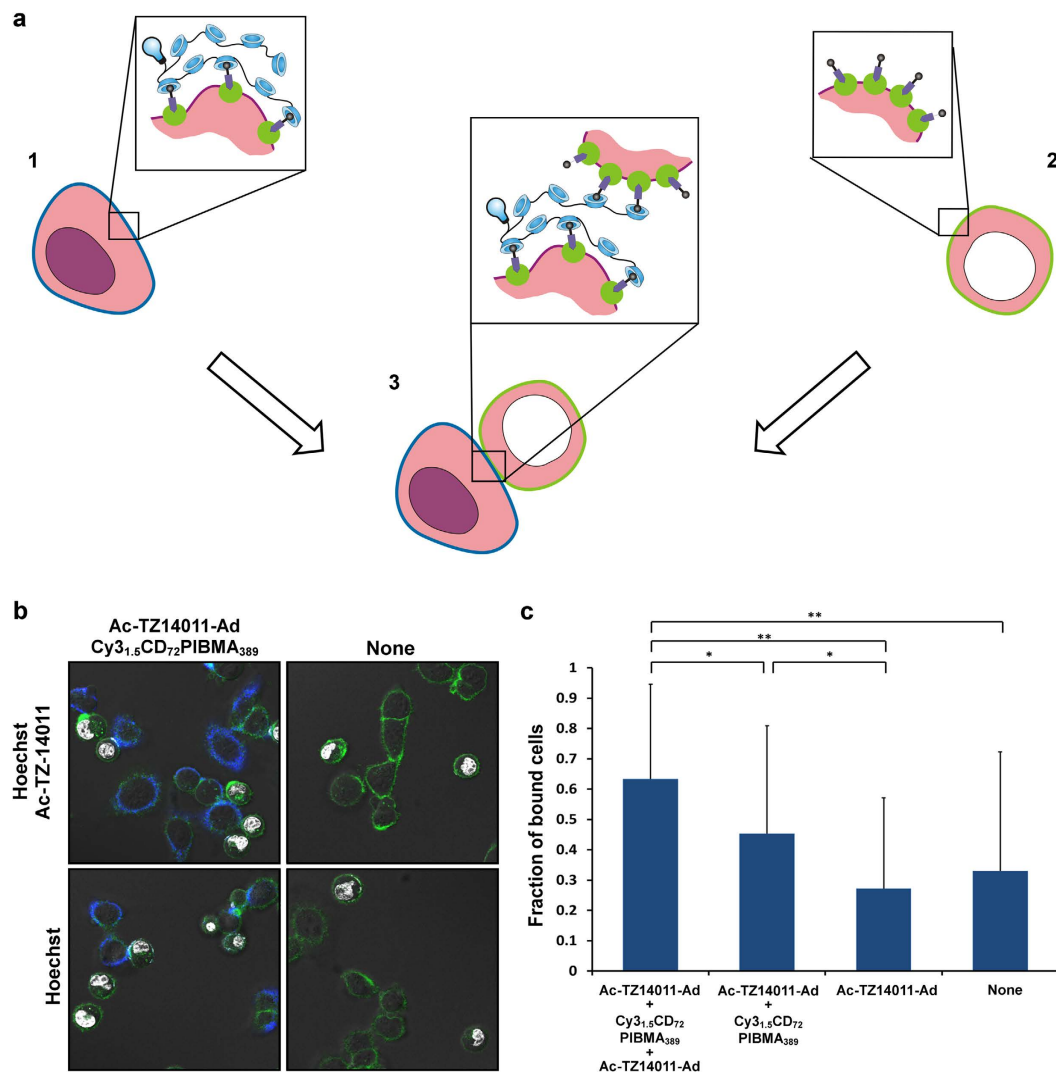 a
1
2
3
b
Ac-TZ14011-Ad
Cy3₁.₅CD₇₂PIBMA₃₈₉
None
Hoechst
Ac-TZ-14011
Hoechst
c
Fraction of bound cells
1
0.9
0.8
0.7
0.6
0.5
0.4
0.3
0.2
0.1
0
**
**
*
*
Ac-TZ14011-Ad
+
Cy3₁.₅CD₇₂
PIBMA₃₈₉
+
Ac-TZ14011-Ad
Ac-TZ14011-Ad
+
Cy3₁.₅CD₇₂
PIBMA₃₈₉
Ac-TZ14011-Ad
None